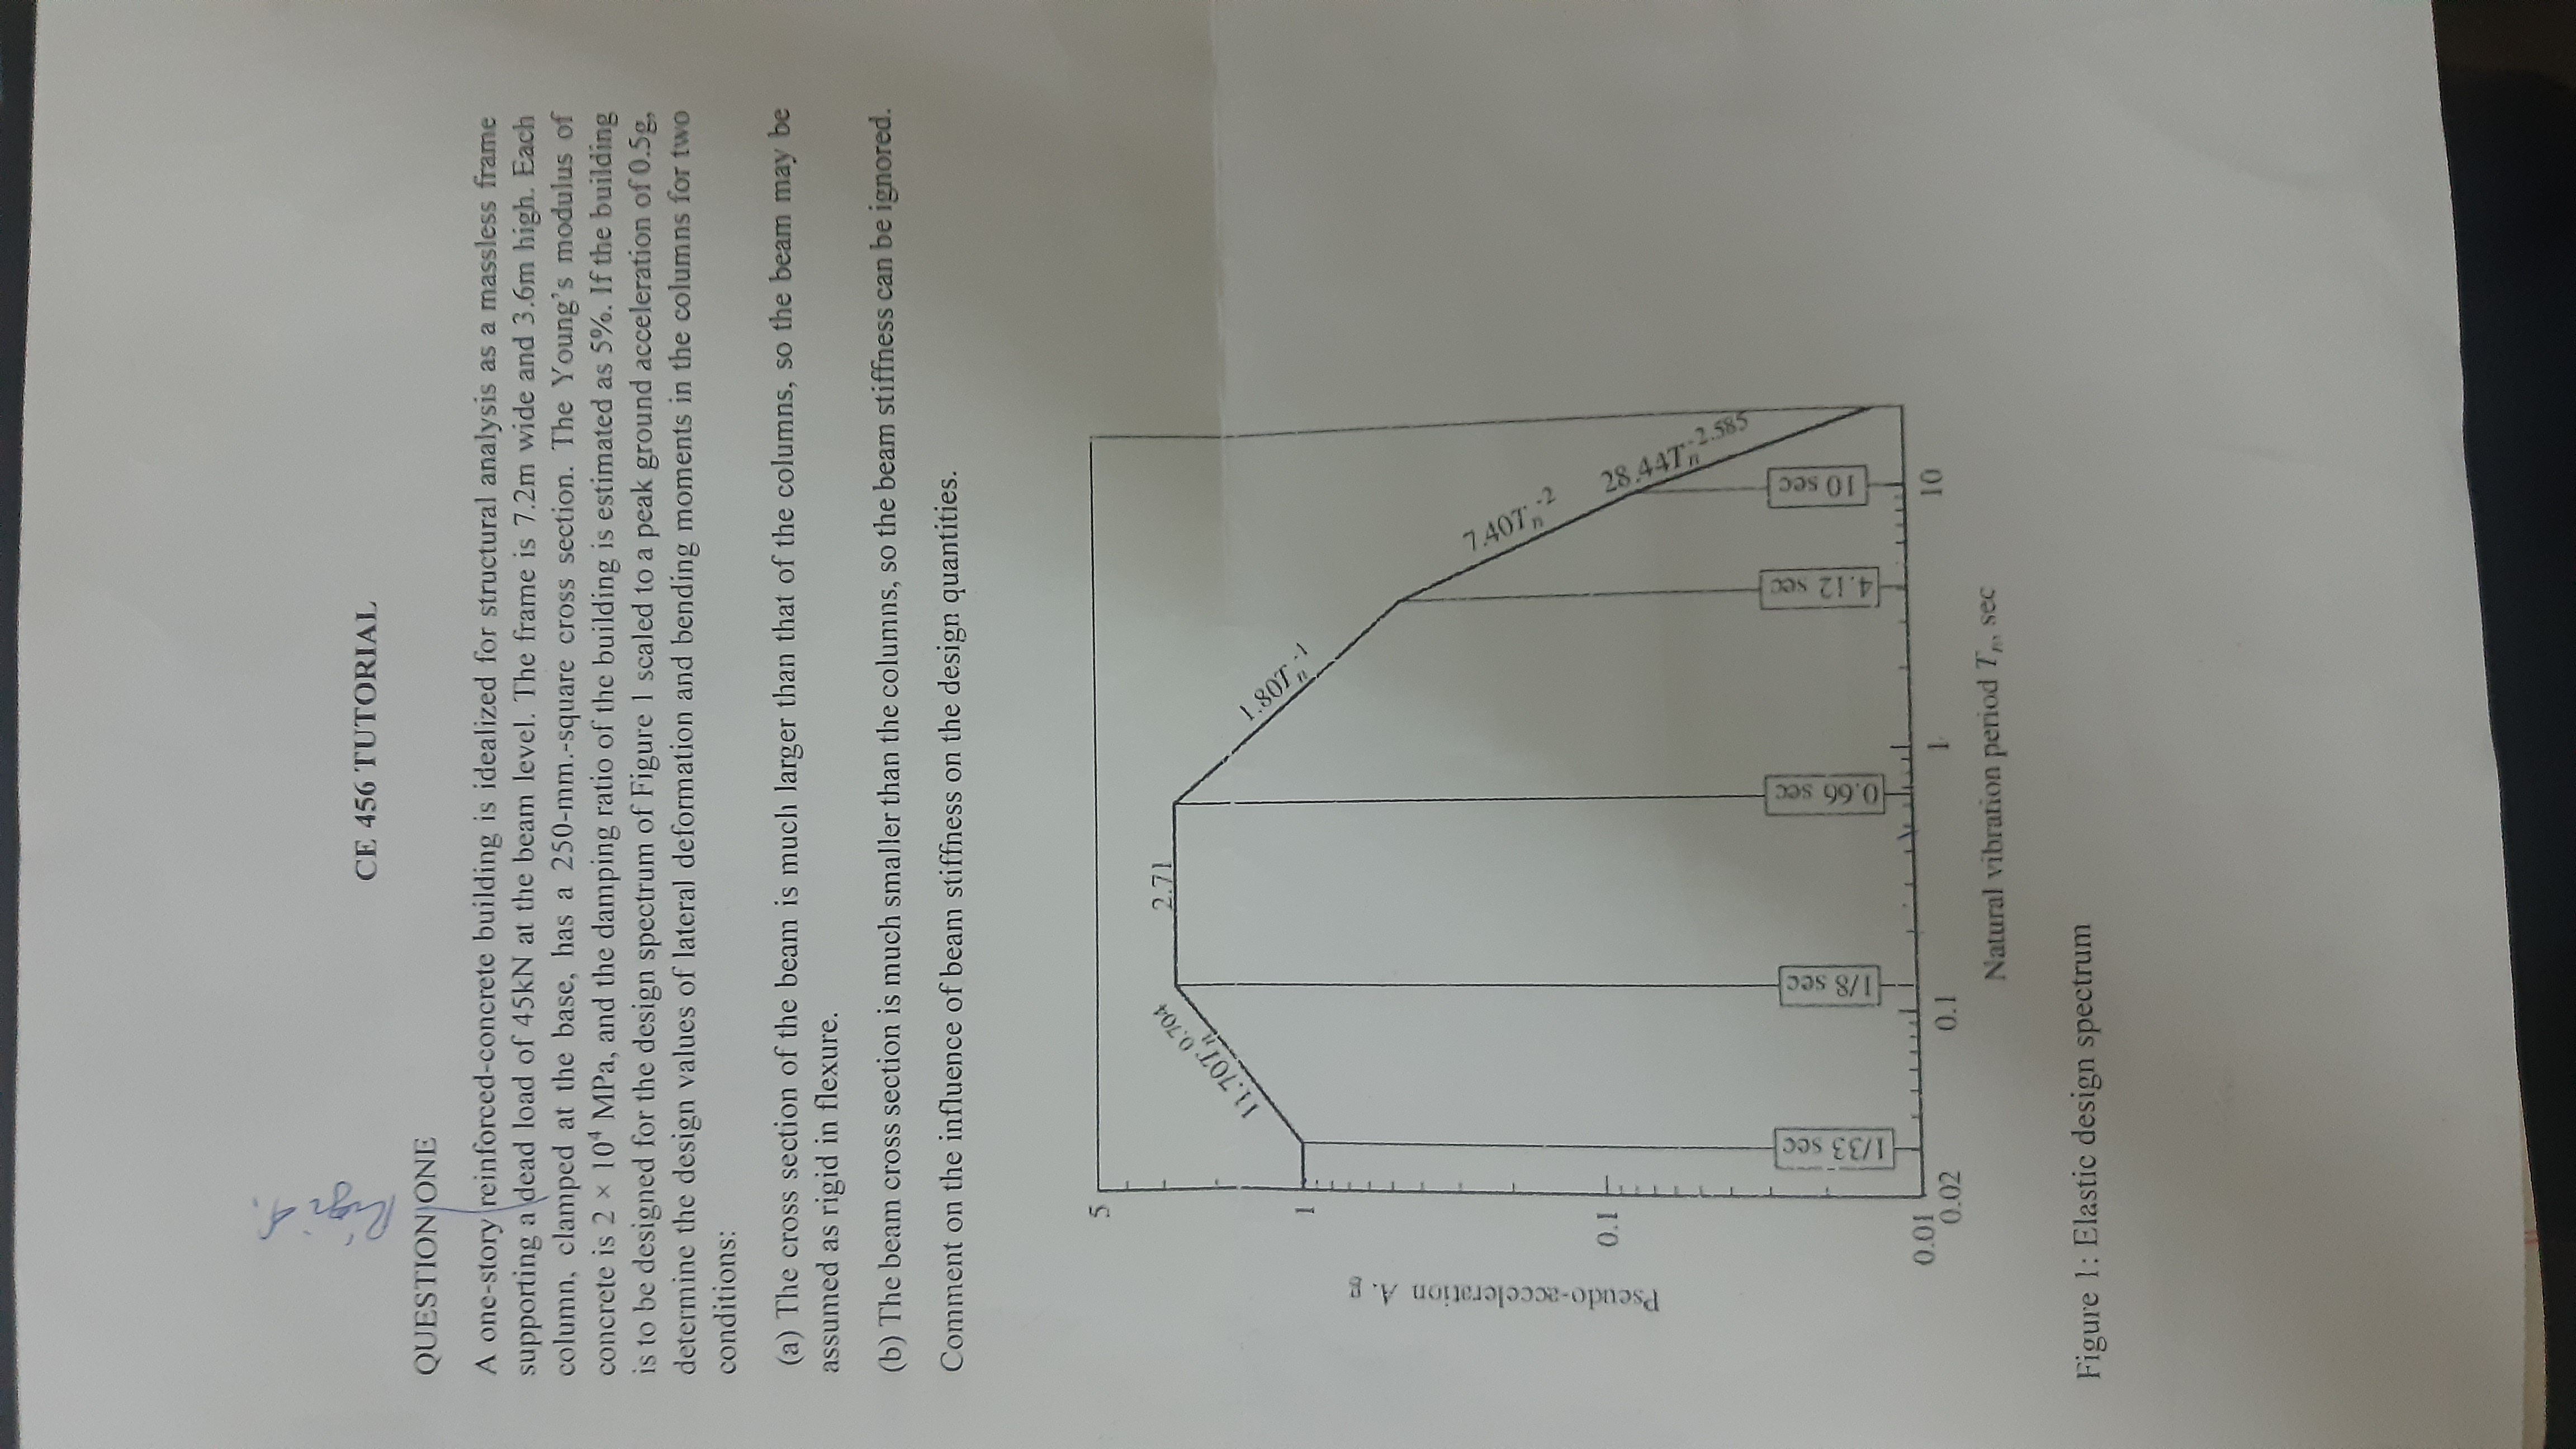 Rigid.
CE 456 TUTORIAL
QUESTION ONE
A one-story reinforced-concrete building is idealized for structural analysis as a massless frame
supporting a dead load of 45kN at the beam level. The frame is 7.2m wide and 3.6m high. Each
column, clamped at the base, has a 250-mm.-square cross section. The Young's modulus of
concrete is 2 × 10⁴ MPa, and the damping ratio of the building is estimated as 5%. If the building
is to be designed for the design spectrum of Figure 1 scaled to a peak ground acceleration of 0.5g,
determine the design values of lateral deformation and bending moments in the columns for two
conditions:
(a) The cross section of the beam is much larger than that of the columns, so the beam may be
assumed as rigid in flexure.
(b) The beam cross section is much smaller than the columns, so the beam stiffness can be ignored.
Comment on the influence of beam stiffness on the design quantities.
5
2.71
11.70Tₙ^0.704
1.80Tₙ^-1
1
Pseudo-acceleration A, g
7.40Tₙ^-2
0.1
28.44Tₙ^-2.585
1/33 sec
1/8 sec
0.66 sec
4.12 sec
10 sec
0.01
0.02
0.1
1
10
Natural vibration period Tₙ, sec
Figure 1: Elastic design spectrum